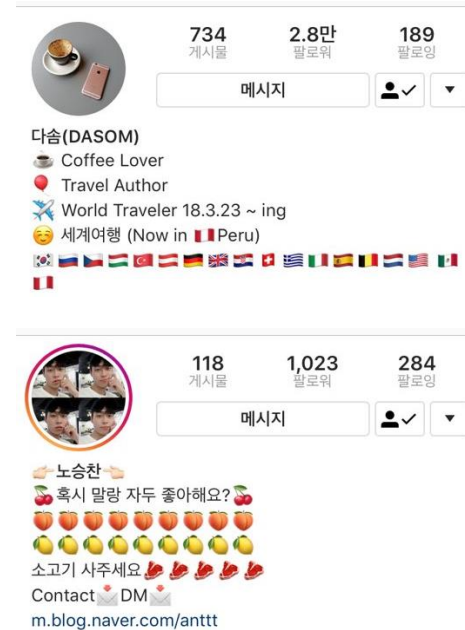 734 2.8만 189
게시물 팔로워 팔로잉
메시지
다솜(DASOM)
Coffee Lover
Travel Author
World Traveler 18.3.23 ~ ing
세계여행 (Now in 🇵🇪Peru)
118 1,023 284
게시물 팔로워 팔로잉
메시지
노승찬
혹시 말랑 자두 좋아해요?
소고기 사주세요
Contact DM
m.blog.naver.com/anttt